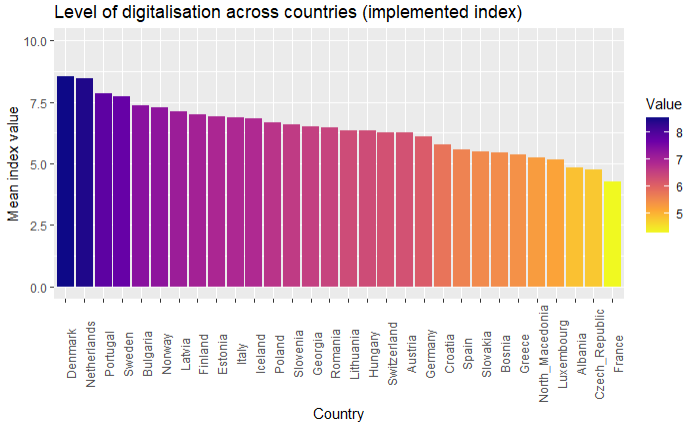 Level of digitalisation across countries (implemented index)
10.0
7.5
5.0
2.5
0.0
Mean index value
Denmark
Netherlands
Portugal
Sweden
Bulgaria
Norway
Latvia
Finland
Estonia
Italy
Iceland
Poland
Slovenia
Georgia
Romania
Lithuania
Hungary
Switzerland
Austria
Germany
Croatia
Spain
Slovakia
Bosnia
Greece
North_Macedonia
Luxembourg
Albania
Czech_Republic
France
Country
Value
8
7
6
5